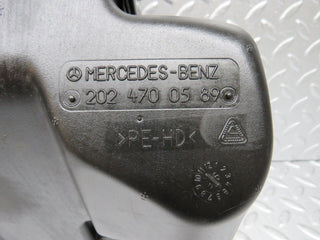 MERCEDES-BENZ
202 470 05 89
>PE-HD<